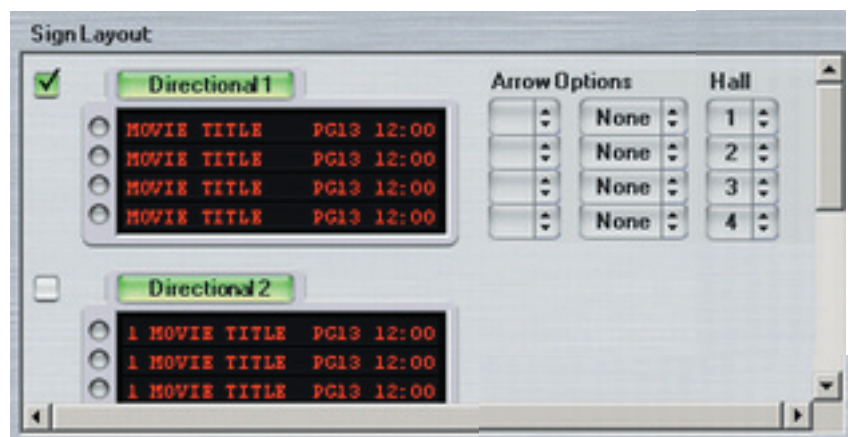 Sign Layout
Directional 1
Arrow Options Hall
MOVIE TITLE PG13 12:00 None 1
MOVIE TITLE PG13 12:00 None 2
MOVIE TITLE PG13 12:00 None 3
MOVIE TITLE PG13 12:00 None 4
Directional 2
1 MOVIE TITLE PG13 12:00
1 MOVIE TITLE PG13 12:00
1 MOVIE TITLE PG13 12:00